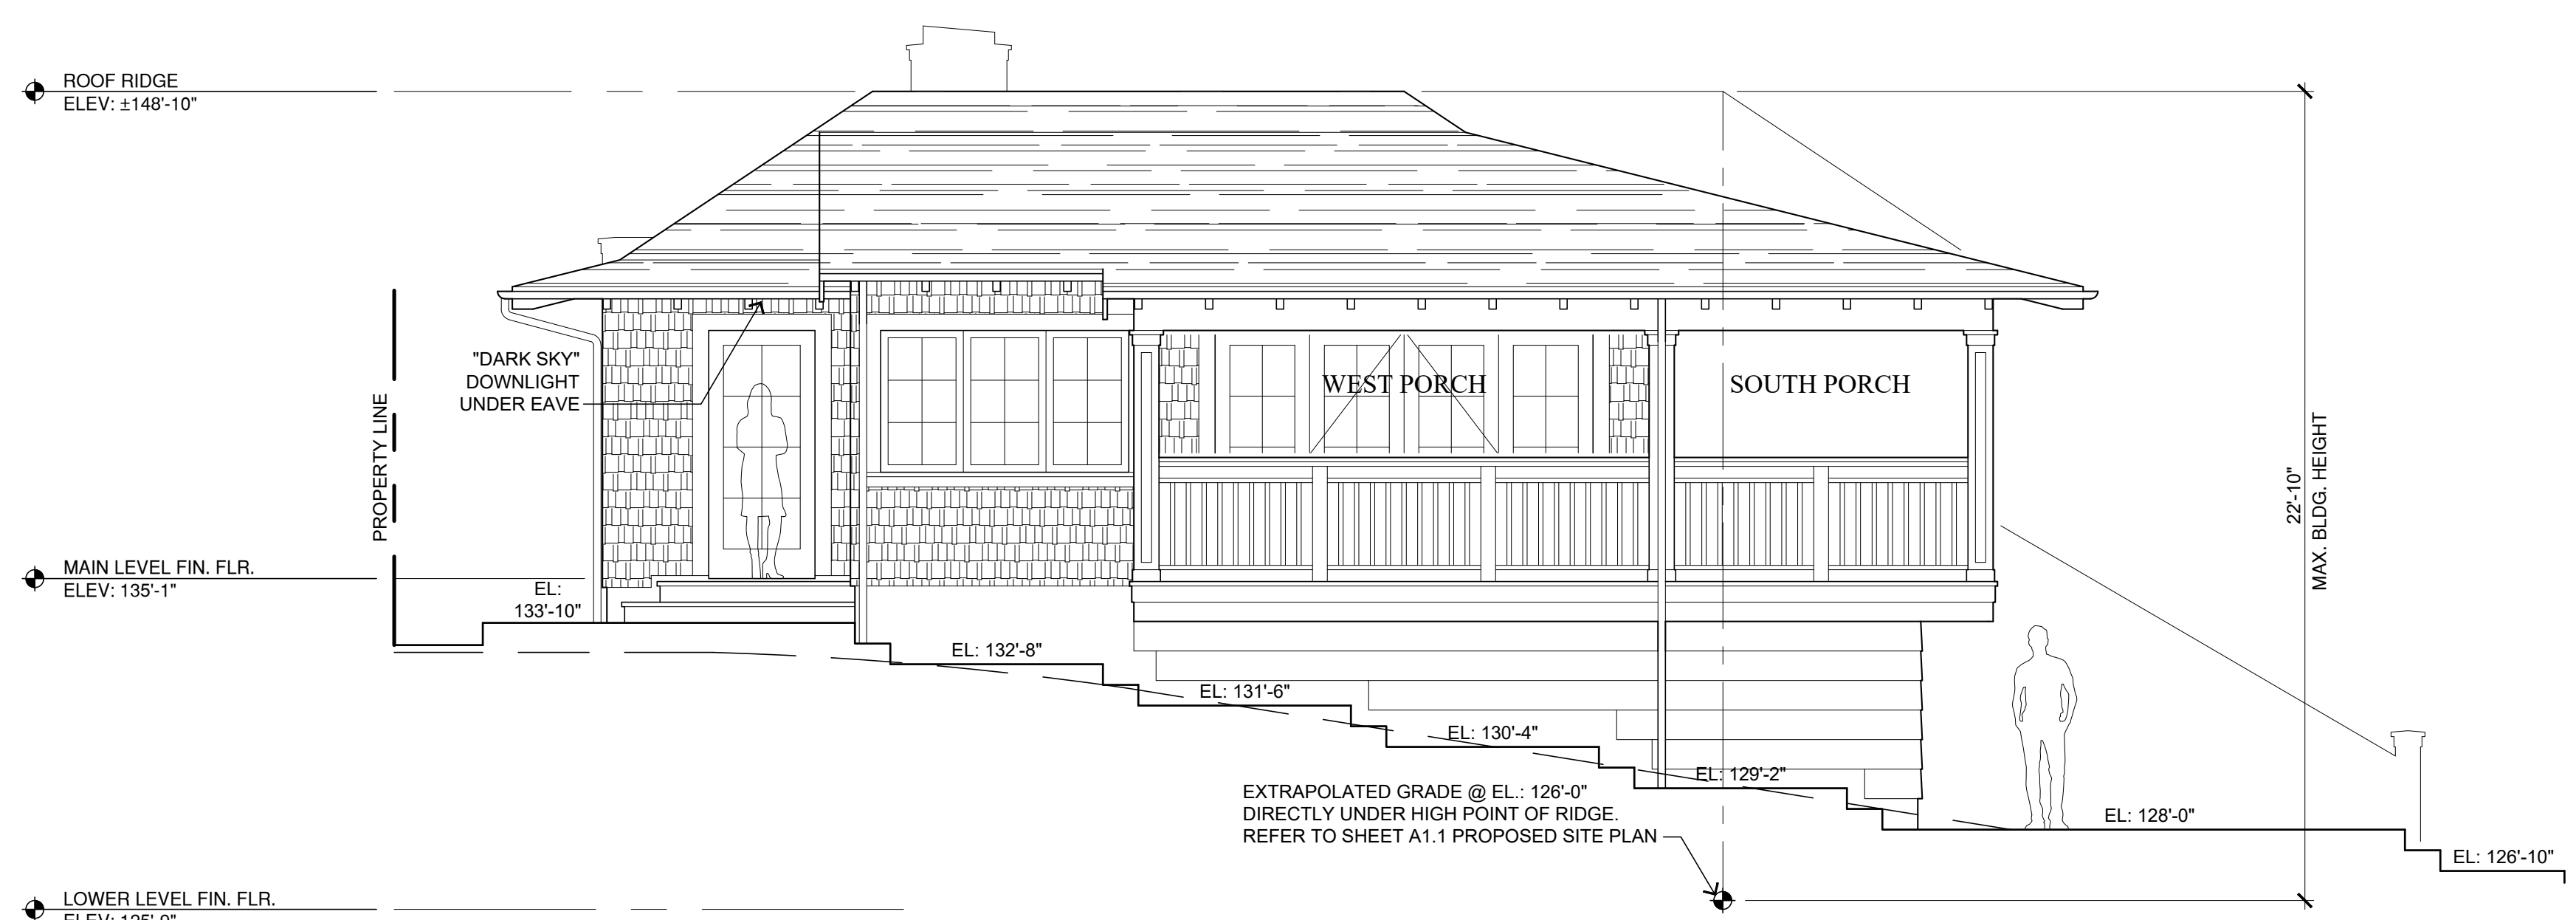 ROOF RIDGE
ELEV: ±148'-10"
"DARK SKY"
DOWNLIGHT
UNDER EAVE
WEST PORCH
SOUTH PORCH
PROPERTY LINE
22'-10"
MAX. BLDG. HEIGHT
MAIN LEVEL FIN. FLR.
ELEV: 135'-1"
EL:
133'-10"
EL: 132'-8"
EL: 131'-6"
EL: 130'-4"
EL: 129'-2"
EXTRAPOLATED GRADE @ EL.: 126'-0"
DIRECTLY UNDER HIGH POINT OF RIDGE.
REFER TO SHEET A1.1 PROPOSED SITE PLAN
EL: 128'-0"
EL: 126'-10"
LOWER LEVEL FIN. FLR.